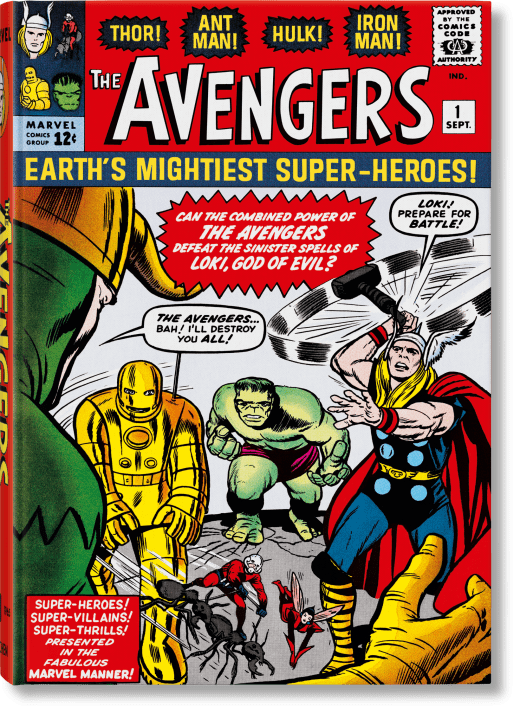 THOR!
ANT
MAN!
HULK!
IRON
MAN!
APPROVED
BY THE
COMICS
CODE
AUTHORITY
IND.
THE AVENGERS
1
SEPT.
MARVEL
COMICS
GROUP 12¢
EARTH'S MIGHTIEST SUPER-HEROES!
CAN THE COMBINED POWER OF
THE AVENGERS
DEFEAT THE SINISTER SPELLS OF
LOKI, GOD OF EVIL?
LOKI!
PREPARE FOR
BATTLE!
THE AVENGERS...
BAH! I'LL DESTROY
YOU ALL!
SUPER-HEROES!
SUPER-VILLAINS!
SUPER-THRILLS!
PRESENTED
IN THE
FABULOUS
MARVEL MANNER!
AVENGERS